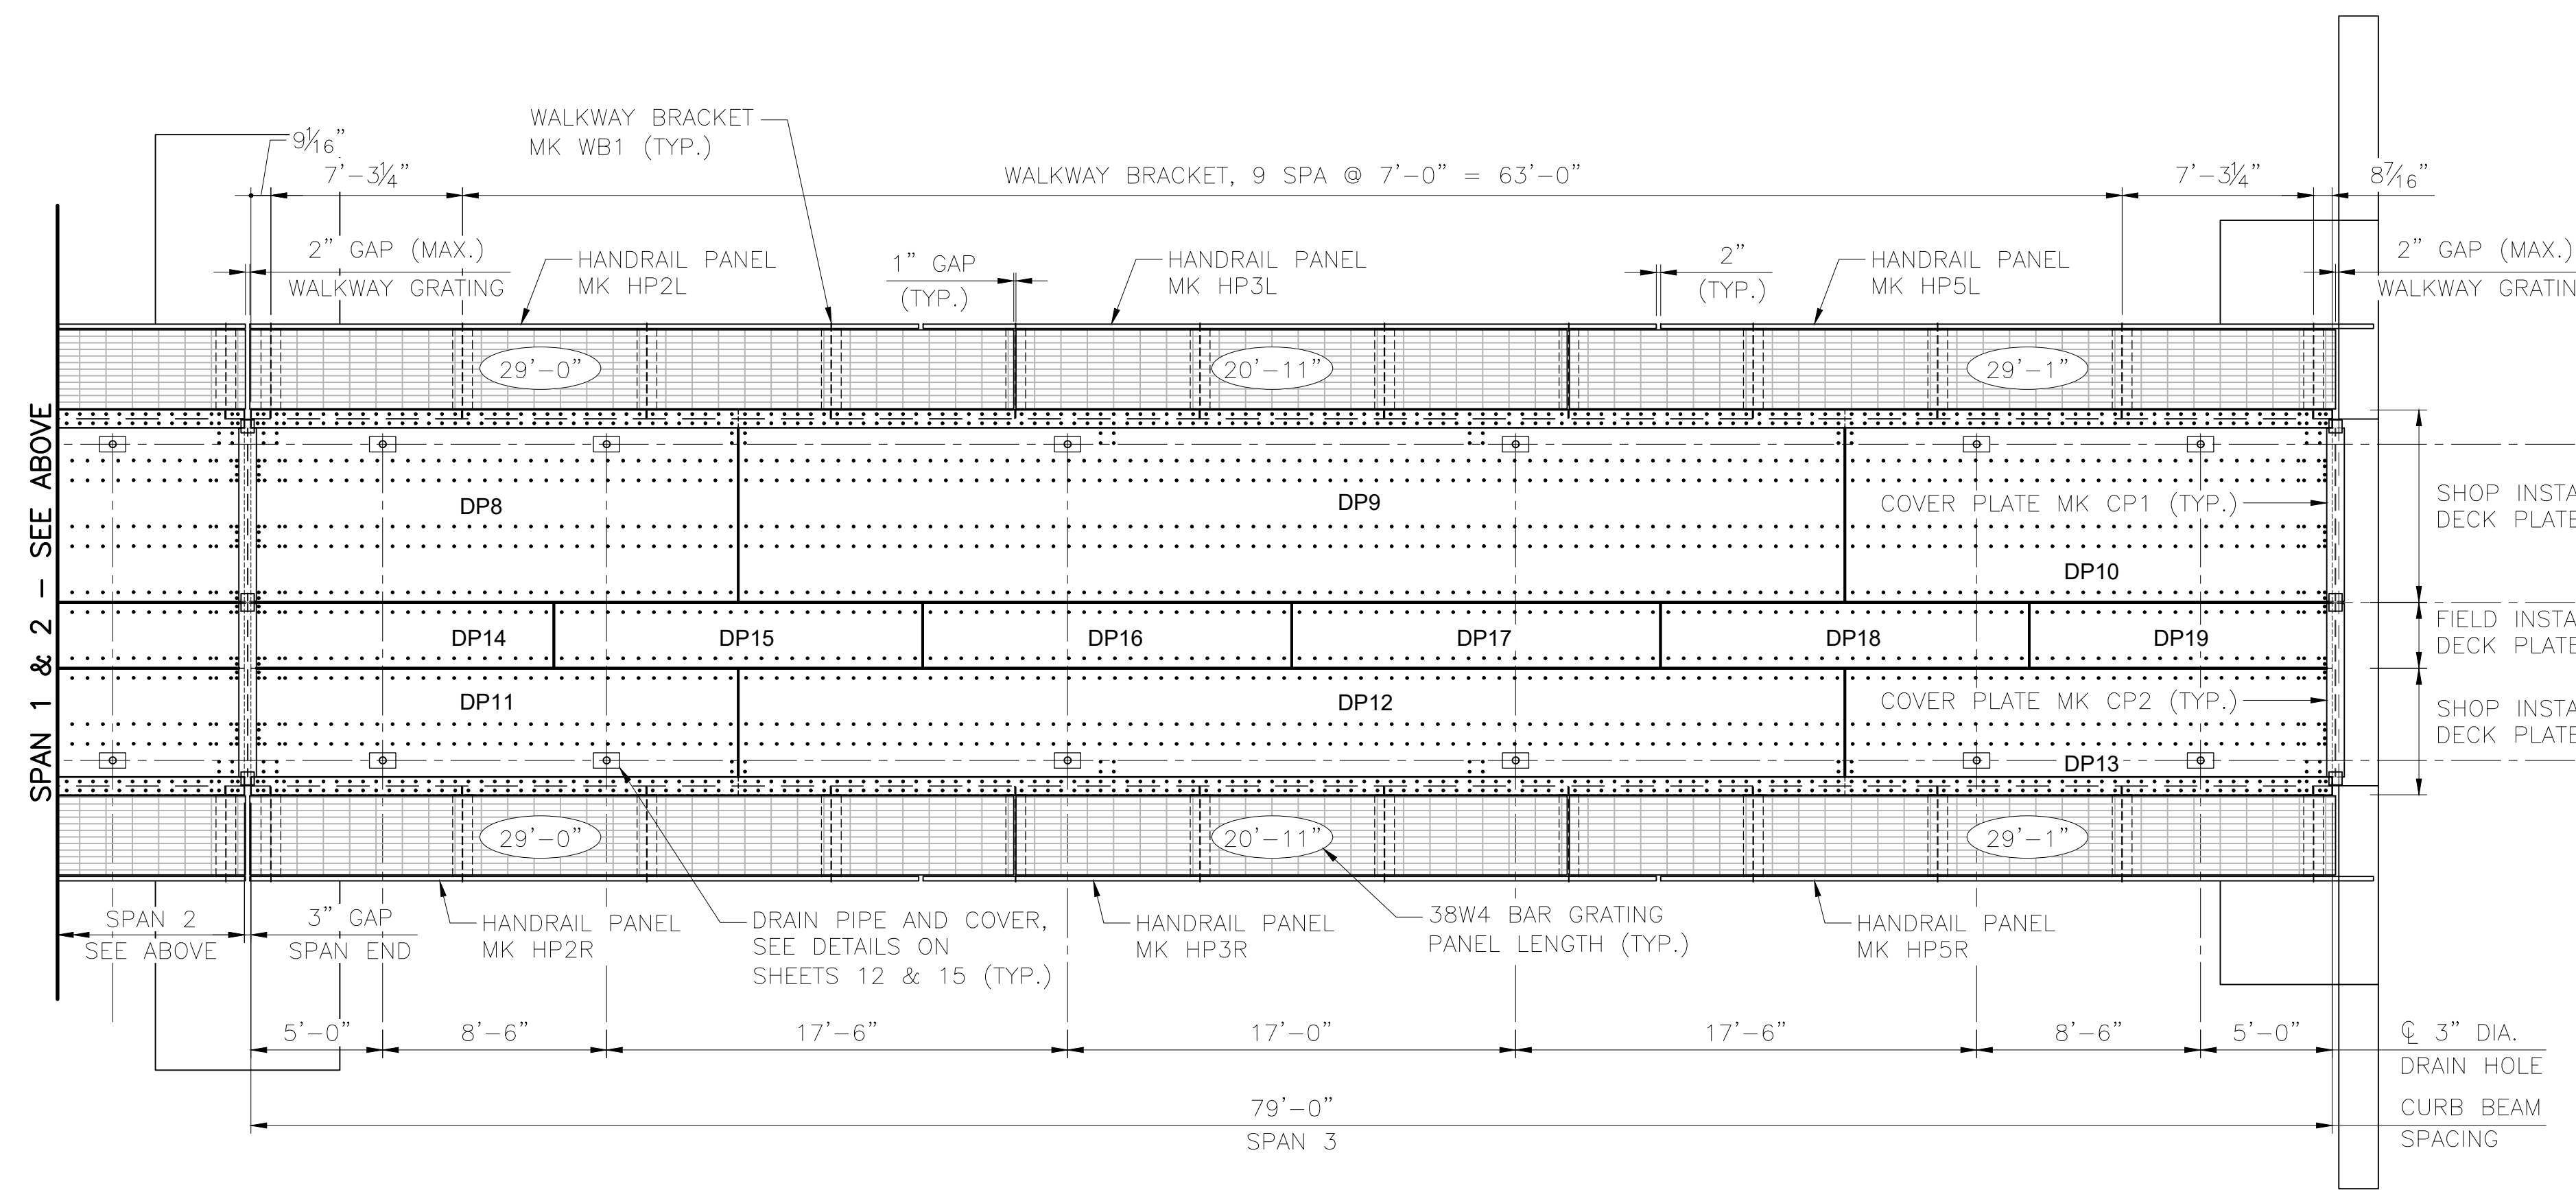 WALKWAY BRACKET
MK WB1 (TYP.)
9 1/16"
7'-3 1/4"
WALKWAY BRACKET, 9 SPA @ 7'-0" = 63'-0"
7'-3 1/4"
8 7/16"
2" GAP (MAX.)
WALKWAY GRATING
HANDRAIL PANEL
MK HP2L
1" GAP
(TYP.)
HANDRAIL PANEL
MK HP3L
2"
(TYP.)
HANDRAIL PANEL
MK HP5L
2" GAP (MAX.)
WALKWAY GRATIN
29'-0"
20'-11"
29'-1"
SPAN 1 & 2 – SEE ABOVE
DP8
DP9
COVER PLATE MK CP1 (TYP.)
DP10
SHOP INSTA
DECK PLATE
DP14
DP15
DP16
DP17
DP18
DP19
FIELD INSTA
DECK PLATE
DP11
DP12
COVER PLATE MK CP2 (TYP.)
DP13
SHOP INSTA
DECK PLATE
29'-0"
20'-11"
29'-1"
SPAN 2
SEE ABOVE
3" GAP
SPAN END
HANDRAIL PANEL
MK HP2R
DRAIN PIPE AND COVER,
SEE DETAILS ON
SHEETS 12 & 15 (TYP.)
HANDRAIL PANEL
MK HP3R
38W4 BAR GRATING
PANEL LENGTH (TYP.)
HANDRAIL PANEL
MK HP5R
5'-0"
8'-6"
17'-6"
17'-0"
17'-6"
8'-6"
5'-0"
℄ 3" DIA.
DRAIN HOLE
79'-0"
SPAN 3
CURB BEAM
SPACING